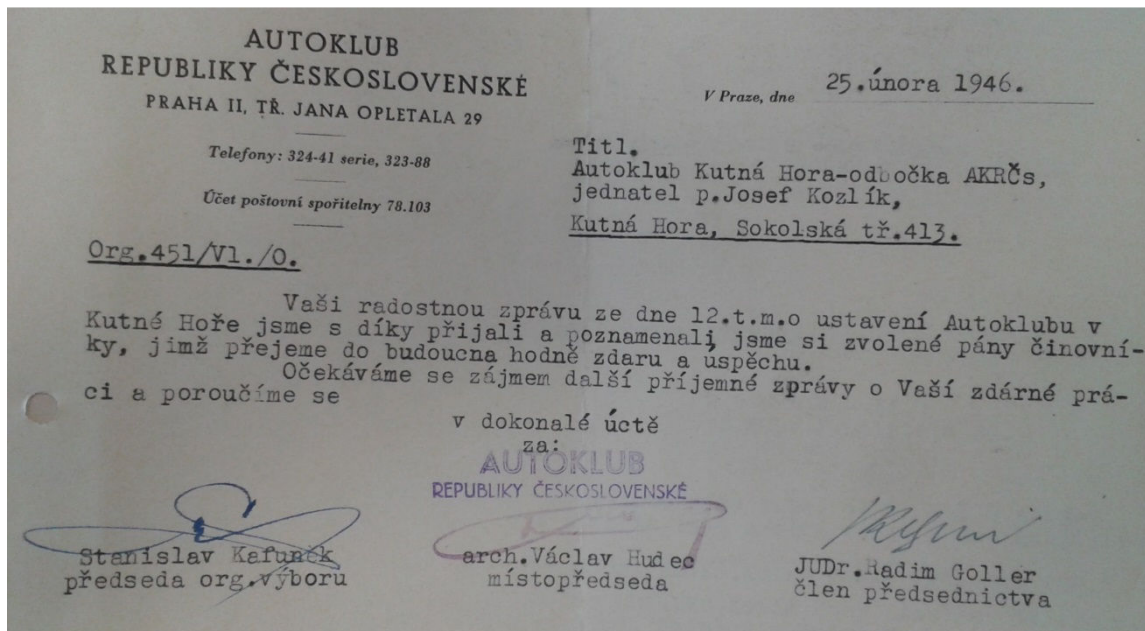 AUTOKLUB
REPUBLIKY ČESKOSLOVENSKÉ
PRAHA II, TŘ. JANA OPLETALA 29
Telefony: 324-41 serie, 323-88
Účet poštovní spořitelny 78.103
V Praze, dne 25.února 1946.
Titl.
Autoklub Kutná Hora-odbočka AKRČs,
jednatel p.Josef Kozlík,
Kutná Hora, Sokolská tř.413.
Org.451/Vl./O.
Vaši radostnou zprávu ze dne 12.t.m.o ustavení Autoklubu v
Kutné Hoře jsme s díky přijali a poznamenali jsme si zvolené pány činovní-
ky, jimž přejeme do budoucna hodně zdaru a úspěchu.
Očekáváme se zájmem další příjemné zprávy o Vaší zdárné prá-
ci a poroučíme se
v dokonalé úctě
za:
AUTOKLUB
REPUBLIKY ČESKOSLOVENSKÉ
Stanislav
předseda org.výboru
arch.Václav Hudec
místopředseda
JUDr.Radim Goller
člen předsednictva